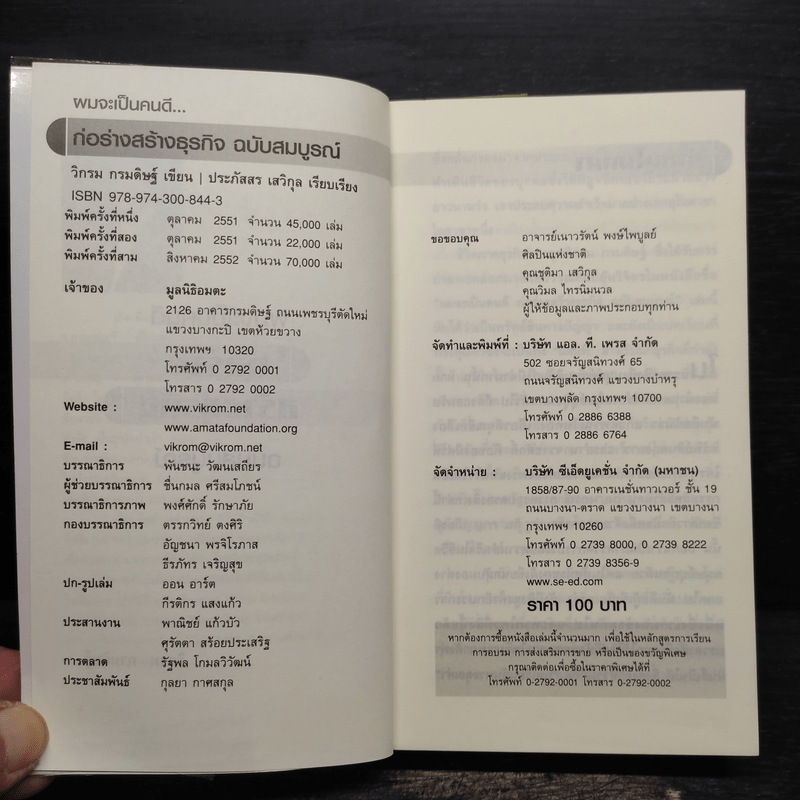 ผมจะเป็นคนดี...
ก่อร่างสร้างธุรกิจ ฉบับสมบูรณ์
วิกรม กรมดิษฐ์ เขียน | ประภัสสร เสวิกุล เรียบเรียง
ISBN 978-974-300-844-3
พิมพ์ครั้งที่หนึ่ง ตุลาคม 2551 จำนวน 45,000 เล่ม
พิมพ์ครั้งที่สอง ตุลาคม 2551 จำนวน 22,000 เล่ม
พิมพ์ครั้งที่สาม สิงหาคม 2552 จำนวน 70,000 เล่ม
เจ้าของ มูลนิธิอมตะ
2126 อาคารกรมดิษฐ์ ถนนเพชรบุรีตัดใหม่
แขวงบางกะปิ เขตห้วยขวาง
กรุงเทพฯ 10320
โทรศัพท์ 0 2792 0001
โทรสาร 0 2792 0002
Website : www.vikrom.net
www.amatafoundation.org
E-mail : vikrom@vikrom.net
บรรณาธิการ พันชนะ วัฒนเสถียร
ผู้ช่วยบรรณาธิการ ชื่นกมล ศรีสมโภชน์
บรรณาธิการภาพ พงศ์ศักดิ์ รักษาภัย
กองบรรณาธิการ ตรรกวิทย์ ตงศิริ
อัญชนา พรจิโรภาส
ธีรภัทร เจริญสุข
ปก-รูปเล่ม ออน อาร์ต
กีรติกร แสงแก้ว
ประสานงาน พาณิชย์ แก้วบัว
ศุรัตตา สร้อยประเสริฐ
การตลาด รัฐพล โกมลวิวัฒน์
ประชาสัมพันธ์ กุลยา กาศสกุล
ขอขอบคุณ อาจารย์เนาวรัตน์ พงษ์ไพบูลย์
ศิลปินแห่งชาติ
คุณชุติมา เสวิกุล
คุณวิมล ไทรนิ่มนวล
ผู้ให้ข้อมูลและภาพประกอบทุกท่าน
จัดทำและพิมพ์ที่ : บริษัท แอล. ที. เพรส จำกัด
502 ซอยจรัญสนิทวงศ์ 65
ถนนจรัญสนิทวงศ์ แขวงบางบำหรุ
เขตบางพลัด กรุงเทพฯ 10700
โทรศัพท์ 0 2886 6388
โทรสาร 0 2886 6764
จัดจำหน่าย : บริษัท ซีเอ็ดยูเคชั่น จำกัด (มหาชน)
1858/87-90 อาคารเนชั่นทาวเวอร์ ชั้น 19
ถนนบางนา-ตราด แขวงบางนา เขตบางนา
กรุงเทพฯ 10260
โทรศัพท์ 0 2739 8000, 0 2739 8222
โทรสาร 0 2739 8356-9
www.se-ed.com
ราคา 100 บาท
หากต้องการซื้อหนังสือเล่มนี้จำนวนมาก เพื่อใช้ในหลักสูตรการเรียน
การอบรม การส่งเสริมการขาย หรือเป็นของขวัญพิเศษ
กรุณาติดต่อเพื่อซื้อในราคาพิเศษได้ที่
โทรศัพท์ 0-2792-0001 โทรสาร 0-2792-0002